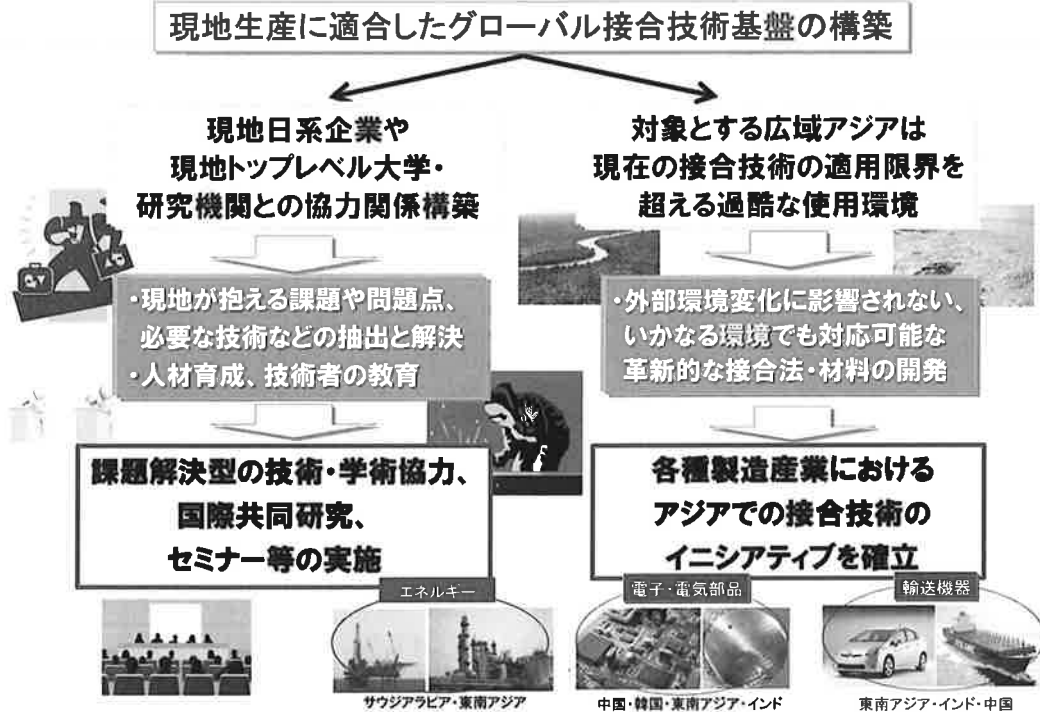 現地生産に適合したグローバル接合技術基盤の構築
現地日系企業や
現地トップレベル大学・
研究機関との協力関係構築
・現地が抱える課題や問題点、
必要な技術などの抽出と解決
・人材育成、技術者の教育
課題解決型の技術・学術協力、
国際共同研究、
セミナー等の実施
対象とする広域アジアは
現在の接合技術の適用限界を
超える過酷な使用環境
・外部環境変化に影響されない、
いかなる環境でも対応可能な
革新的な接合法・材料の開発
各種製造産業における
アジアでの接合技術の
イニシアティブを確立
エネルギー
サウジアラビア・東南アジア
電子・電気部品
中国・韓国・東南アジア・インド
輸送機器
東南アジア・インド・中国